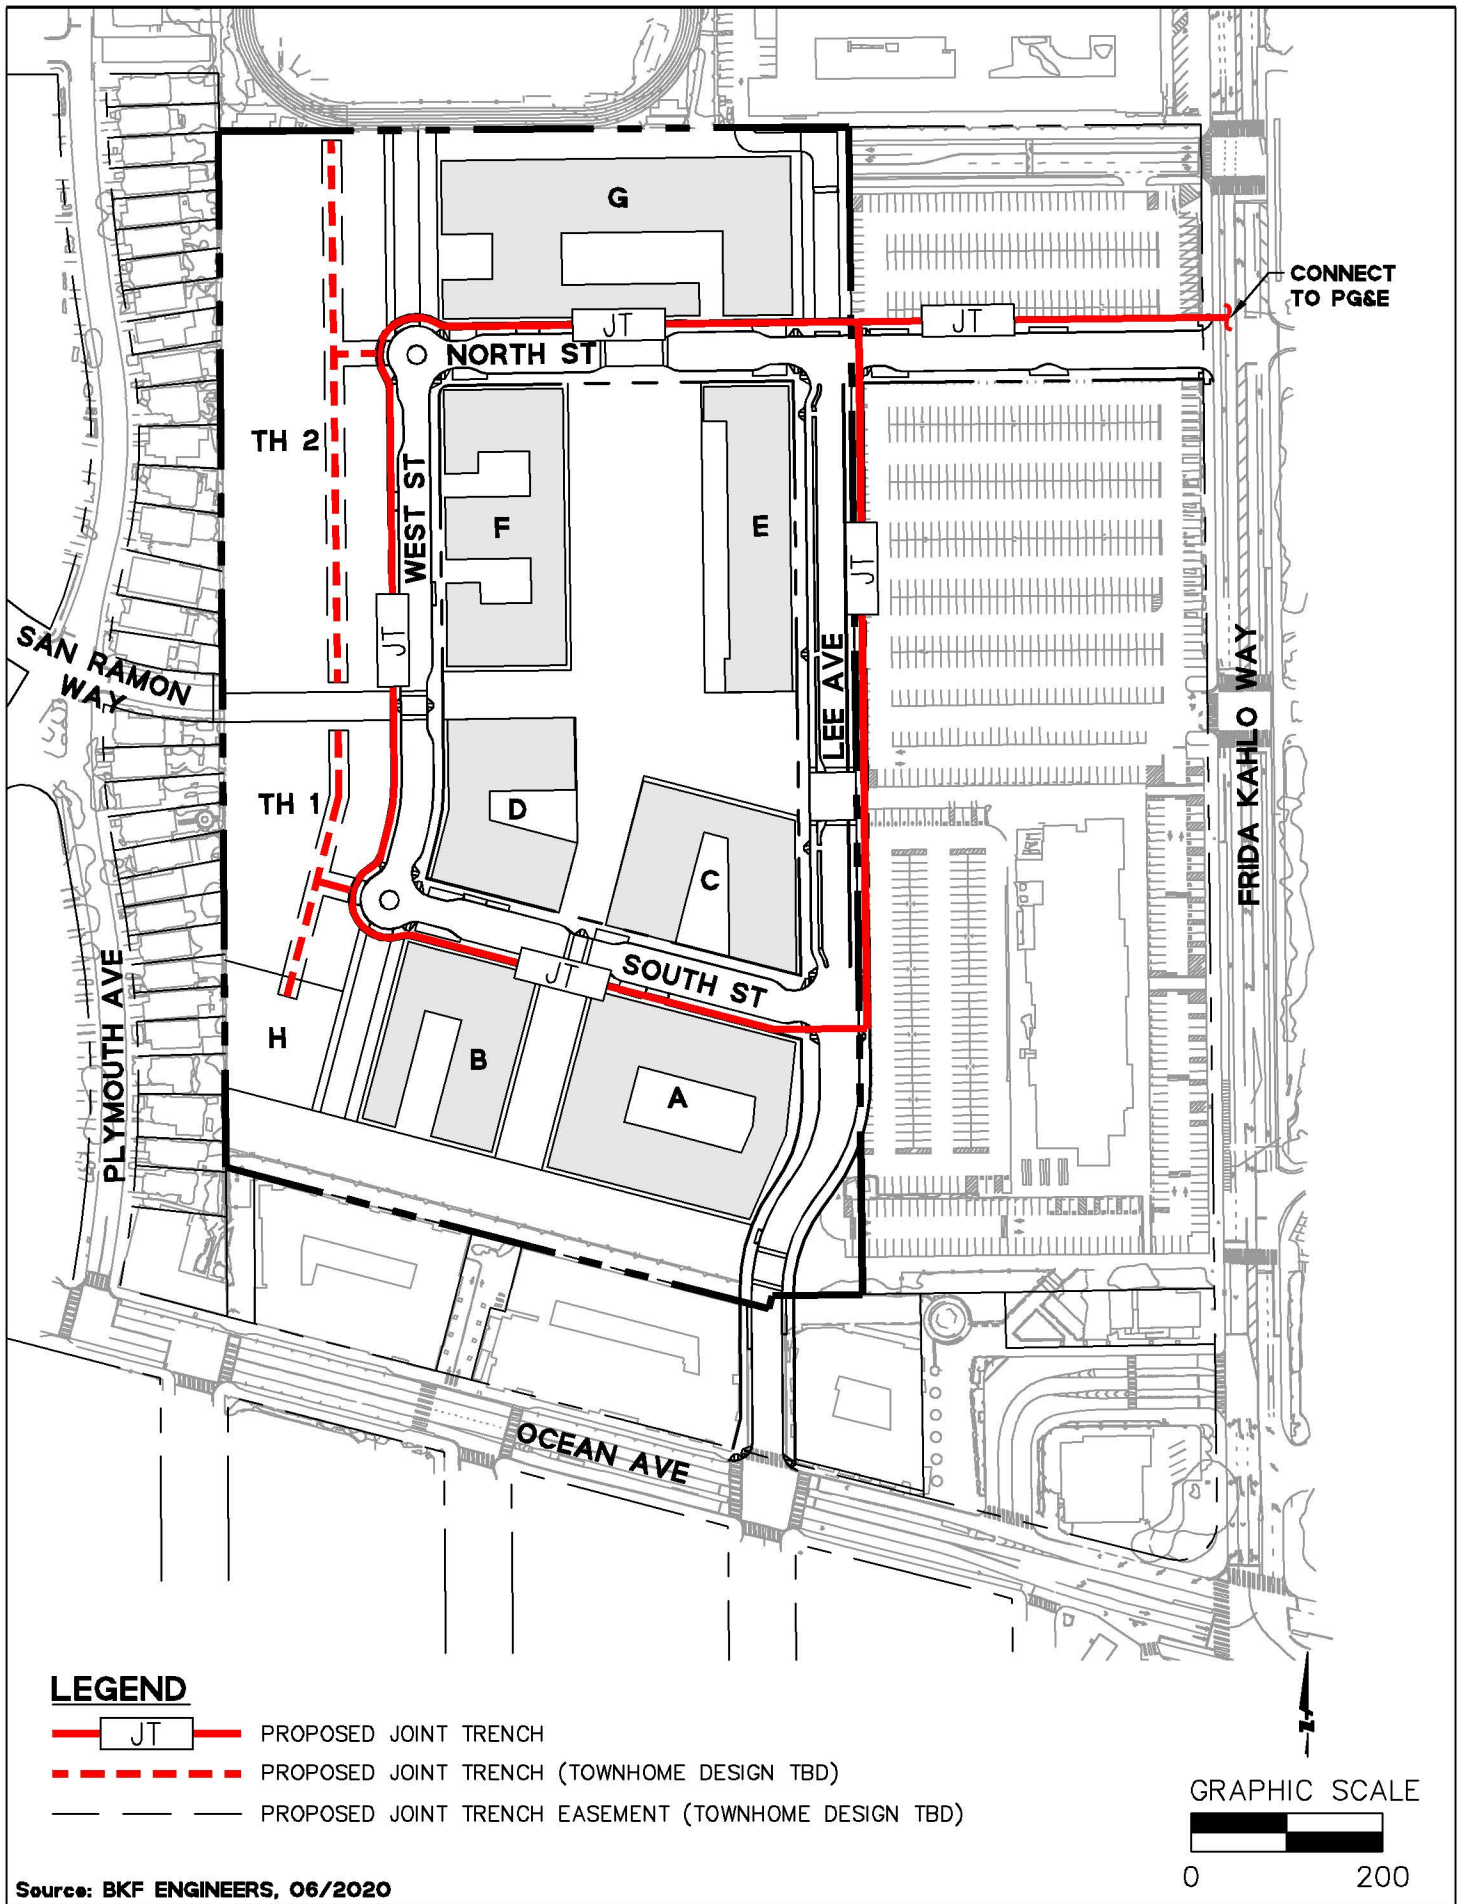 G
CONNECT
TO PG&E
JT
JT
NORTH ST
TH 2
WEST ST
F
E
JT
JT
SAN RAMON
WAY
LEE AVE
FRIDA KAHLO WAY
TH 1
D
C
PLYMOUTH AVE
JT
SOUTH ST
H
B
A
OCEAN AVE
LEGEND
JT PROPOSED JOINT TRENCH
PROPOSED JOINT TRENCH (TOWNHOME DESIGN TBD)
PROPOSED JOINT TRENCH EASEMENT (TOWNHOME DESIGN TBD)
Z
GRAPHIC SCALE
0 200
Source: BKF ENGINEERS, 06/2020